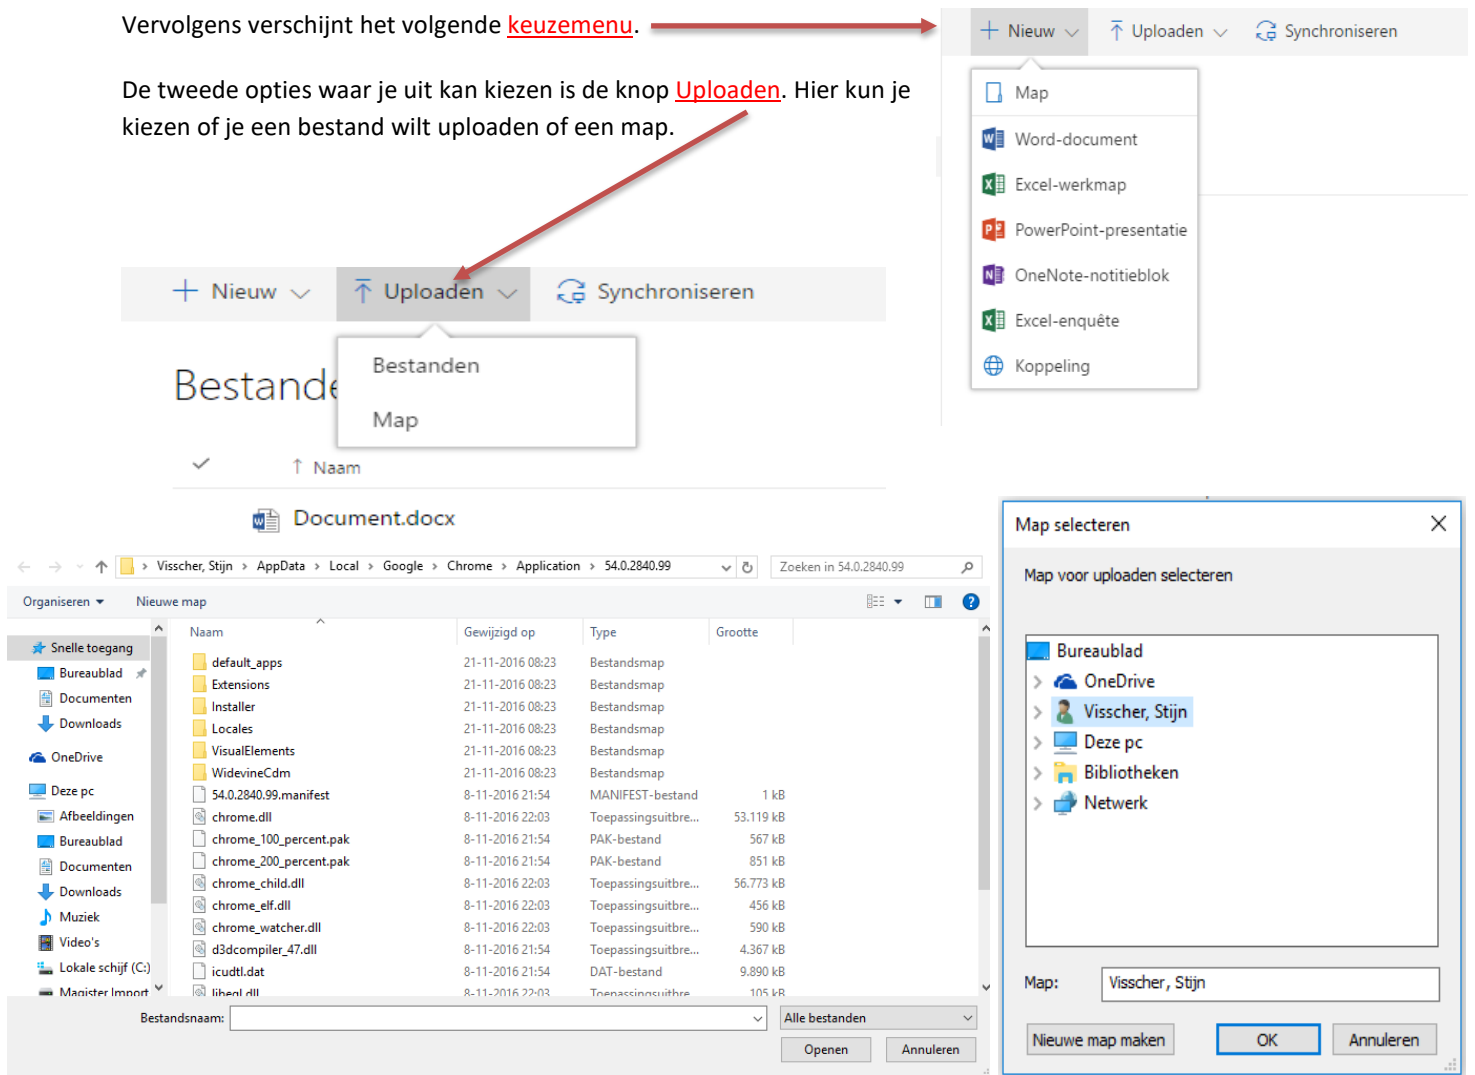 Vervolgens verschijnt het volgende keuzemenu.
De tweede opties waar je uit kan kiezen is de knop Uploaden. Hier kun je
kiezen of je een bestand wilt uploaden of een map.
Nieuw Uploaden Synchroniseren
Map
Word-document
Excel-werkmap
PowerPoint-presentatie
OneNote-notitieblok
Excel-enquête
Koppeling
Nieuw Uploaden Synchroniseren
Bestande
Bestanden
Map
Naam
Document.docx
Visscher, Stijn > AppData > Local > Google > Chrome > Application > 54.0.2840.99
Zoeken in 54.0.2840.99
Organiseren Nieuwe map
Snelle toegang
Bureaublad
Documenten
Downloads
OneDrive
Deze pc
Afbeeldingen
Bureaublad
Documenten
Downloads
Muziek
Video's
Lokale schijf (C:)
Magister Import
Naam Gewijzigd op Type Grootte
default_apps 21-11-2016 08:23 Bestandsmap
Extensions 21-11-2016 08:23 Bestandsmap
Installer 21-11-2016 08:23 Bestandsmap
Locales 21-11-2016 08:23 Bestandsmap
VisualElements 21-11-2016 08:23 Bestandsmap
WidevineCdm 21-11-2016 08:23 Bestandsmap
54.0.2840.99.manifest 8-11-2016 21:54 MANIFEST-bestand 1 kB
chrome.dll 8-11-2016 22:03 Toepassingsuitbre... 53.119 kB
chrome_100_percent.pak 8-11-2016 21:54 PAK-bestand 567 kB
chrome_200_percent.pak 8-11-2016 21:54 PAK-bestand 851 kB
chrome_child.dll 8-11-2016 22:03 Toepassingsuitbre... 56.773 kB
chrome_elf.dll 8-11-2016 22:03 Toepassingsuitbre... 456 kB
chrome_watcher.dll 8-11-2016 22:03 Toepassingsuitbre... 590 kB
d3dcompiler_47.dll 8-11-2016 21:54 Toepassingsuitbre... 4.367 kB
icudtl.dat 8-11-2016 21:54 DAT-bestand 9.890 kB
libegl.dll 8-11-2016 22:03 Toepassingsuitbre... 105 kB
Bestandsnaam: Alle bestanden
Openen Annuleren
Map selecteren
Map voor uploaden selecteren
Bureaublad
OneDrive
Visscher, Stijn
Deze pc
Bibliotheken
Netwerk
Map: Visscher, Stijn
Nieuwe map maken OK Annuleren